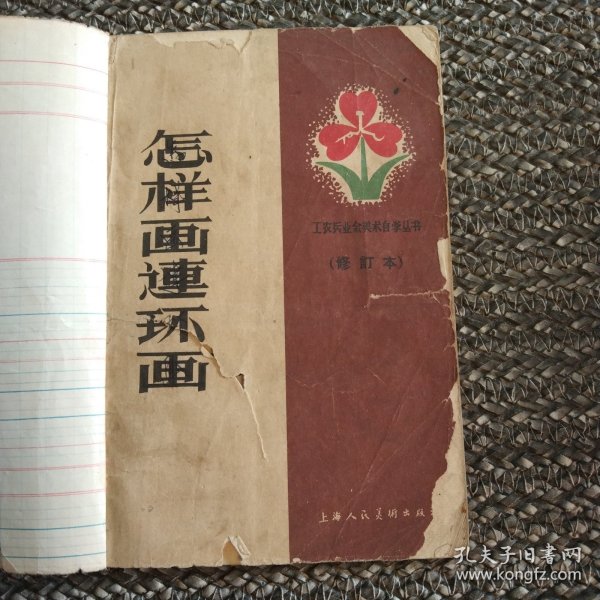 怎样画連环画
工农兵业余美术自学丛书
(修訂本)
上海人民美術出版
孔夫子旧书网
www.kongfz.com